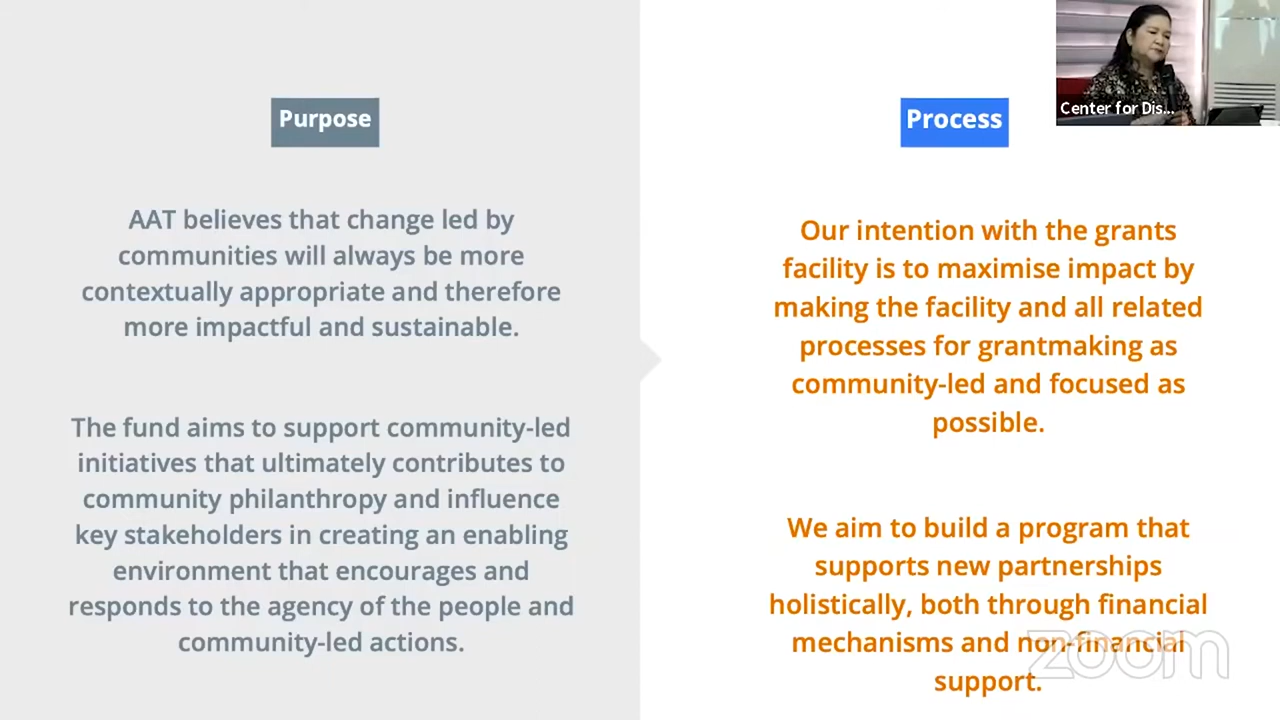 Purpose
AAT believes that change led by
communities will always be more
contextually appropriate and therefore
more impactful and sustainable.
The fund aims to support community-led
initiatives that ultimately contributes to
community philanthropy and influence
key stakeholders in creating an enabling
environment that encourages and
responds to the agency of the people and
community-led actions.
Process
Our intention with the grants
facility is to maximise impact by
making the facility and all related
processes for grantmaking as
community-led and focused as
possible.
We aim to build a program that
supports new partnerships
holistically, both through financial
mechanisms and non-financial
support.
Center for Dis...
zoom